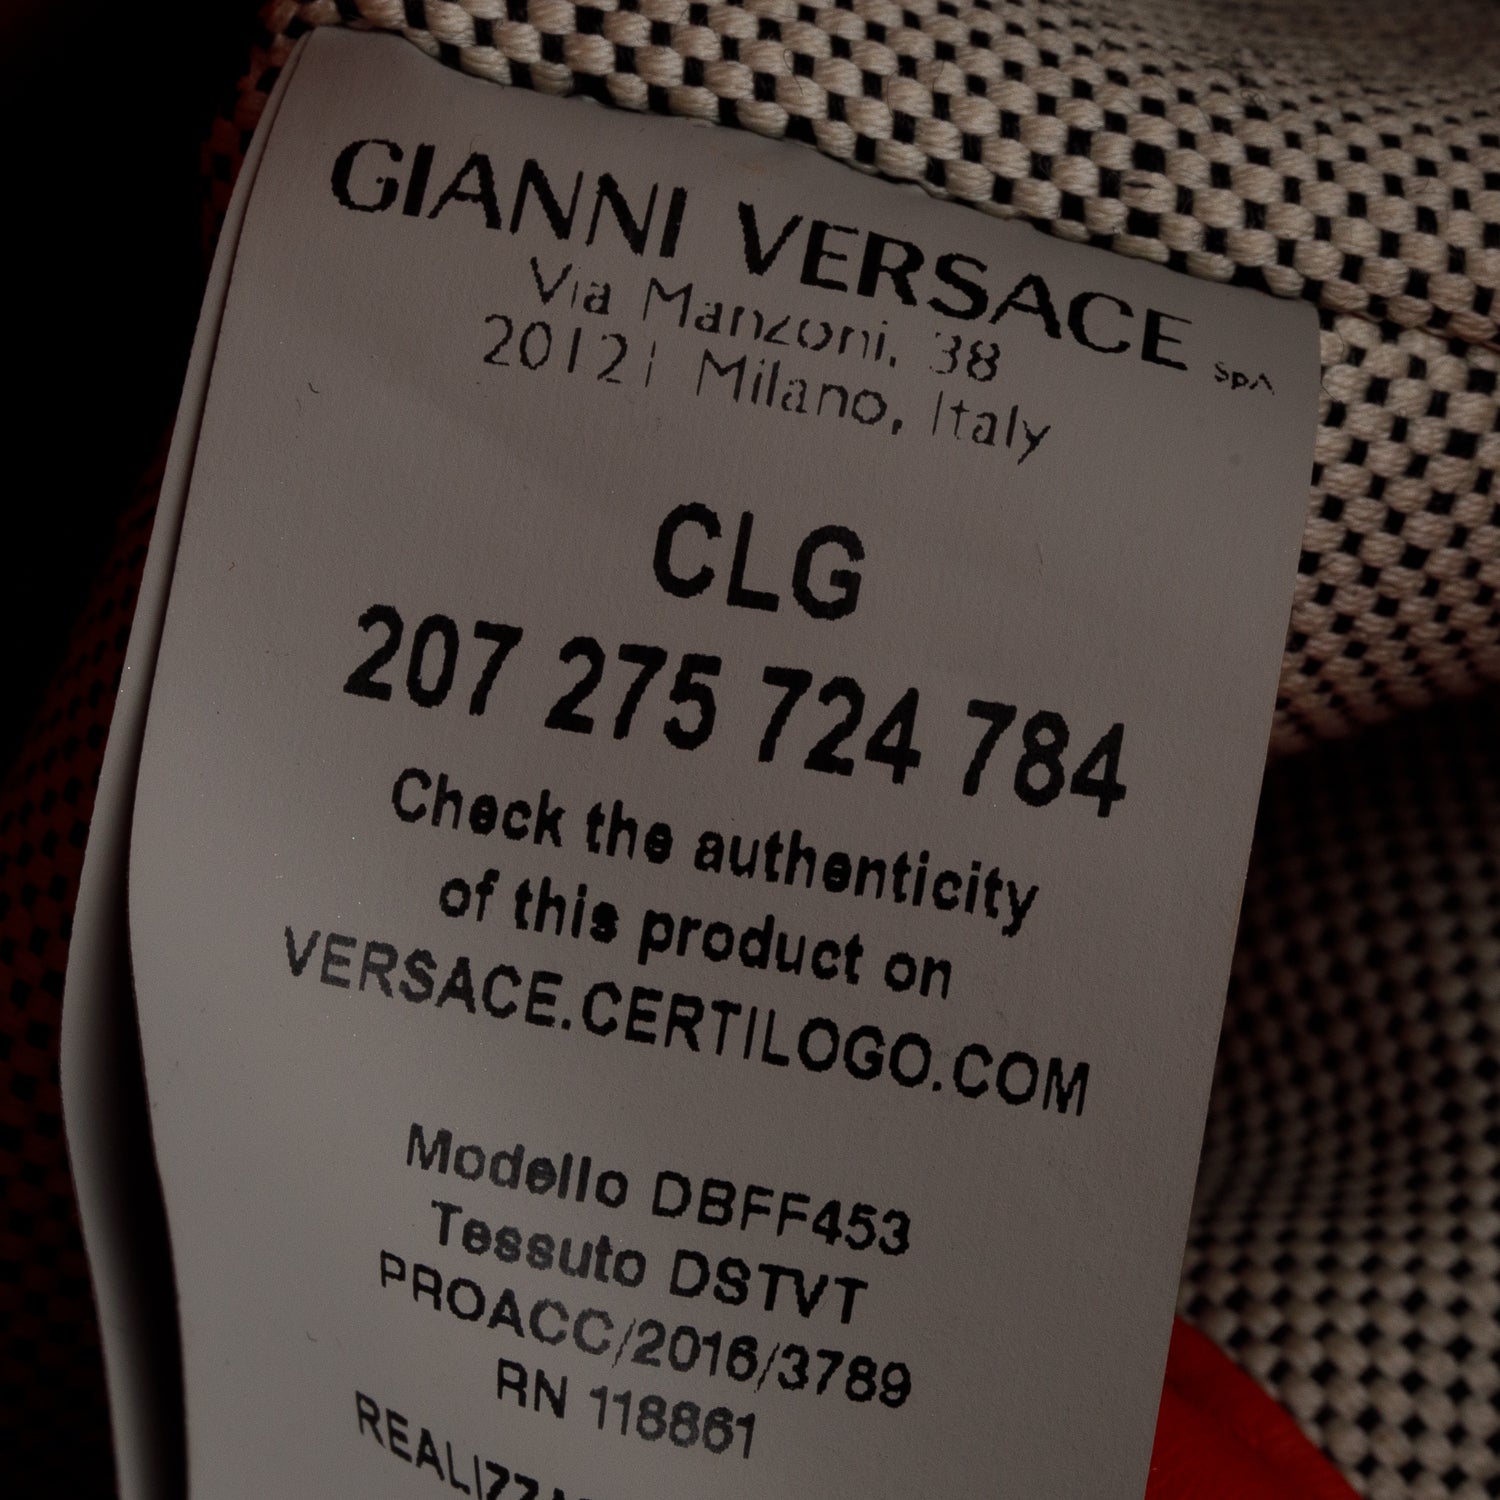 GIANNI VERSACE SpA
Via Manzoni, 38
20121 Milano, Italy
CLG
207 275 724 784
Check the authenticity
of this product on
VERSACE.CERTILOGO.COM
Modello DBFF453
Tessuto DSTVT
PROACC/2016/3789
RN 118861